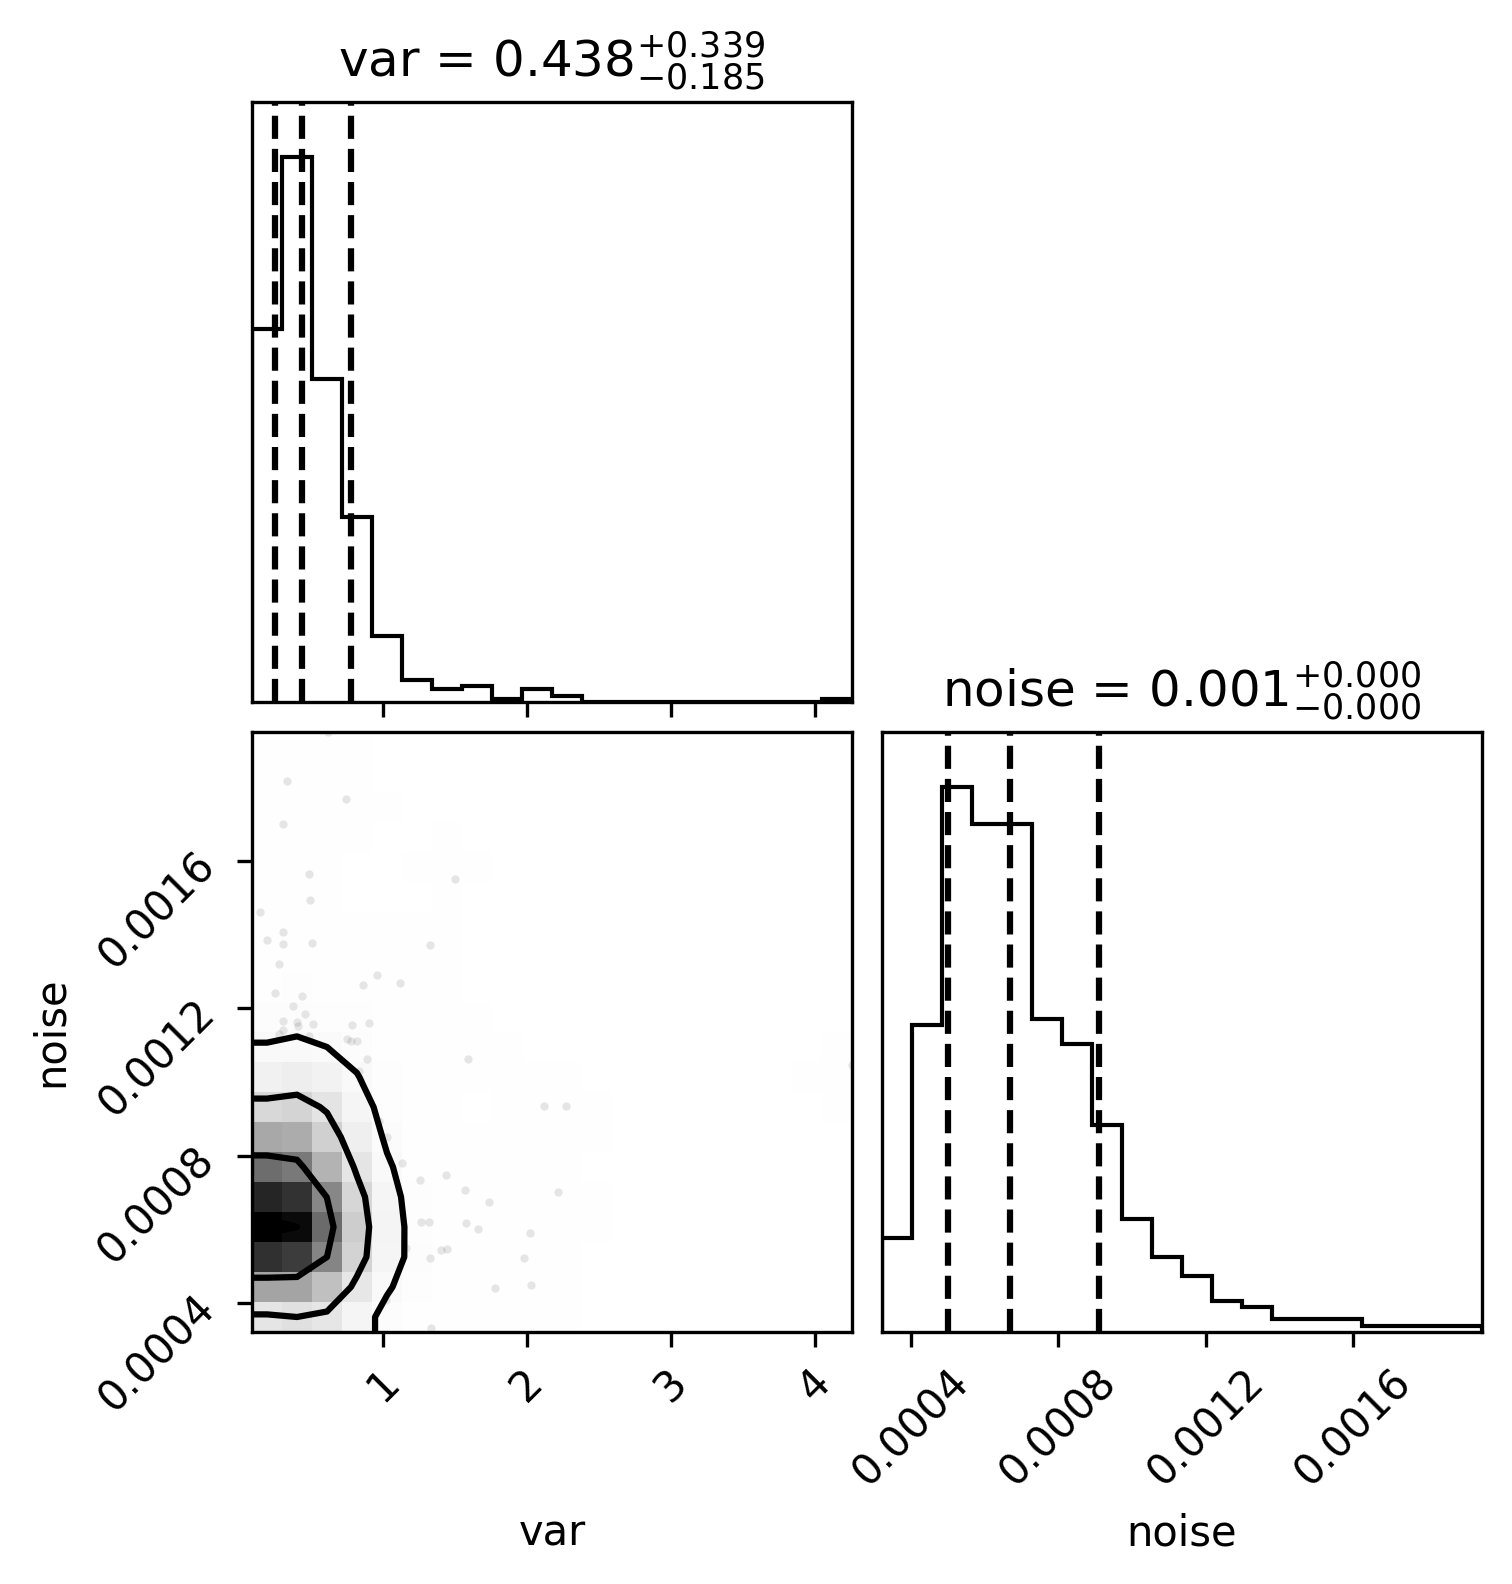 var = 0.438+0.339 −0.185
noise = 0.001+0.000 −0.000
noise
0.0016
0.0012
0.0008
0.0004
1 2 3 4
var
0.0004 0.0008 0.0012 0.0016
noise